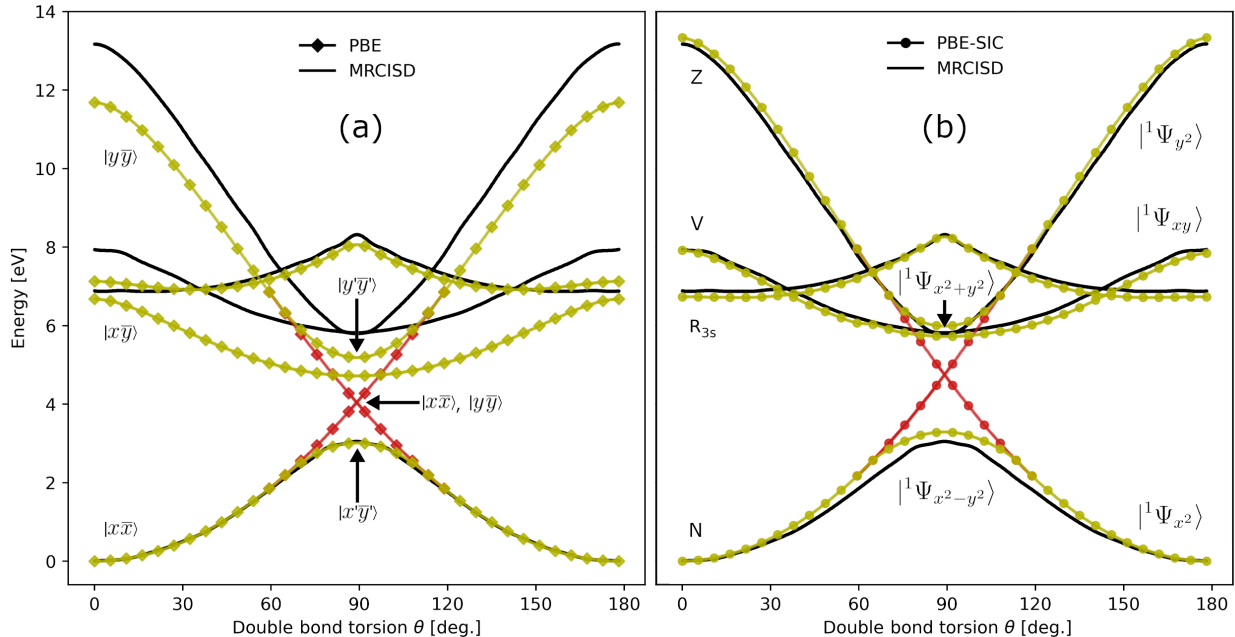 14
12
10
8
6
4
2
0
Energy [eV]
PBE
MRCISD
(a)
|yȳ⟩
|y'ȳ'⟩
|xȳ⟩
|xx̄⟩, |yȳ⟩
|x'ȳ'⟩
|xx̄⟩
0 30 60 90 120 150 180
Double bond torsion θ [deg.]
PBE-SIC
MRCISD
(b)
Z
|¹Ψ_{y²}⟩
V
|¹Ψ_{xy}⟩
|¹Ψ_{x²+y²}⟩
R₃ₛ
|¹Ψ_{x²−y²}⟩
N
|¹Ψ_{x²}⟩
0 30 60 90 120 150 180
Double bond torsion θ [deg.]